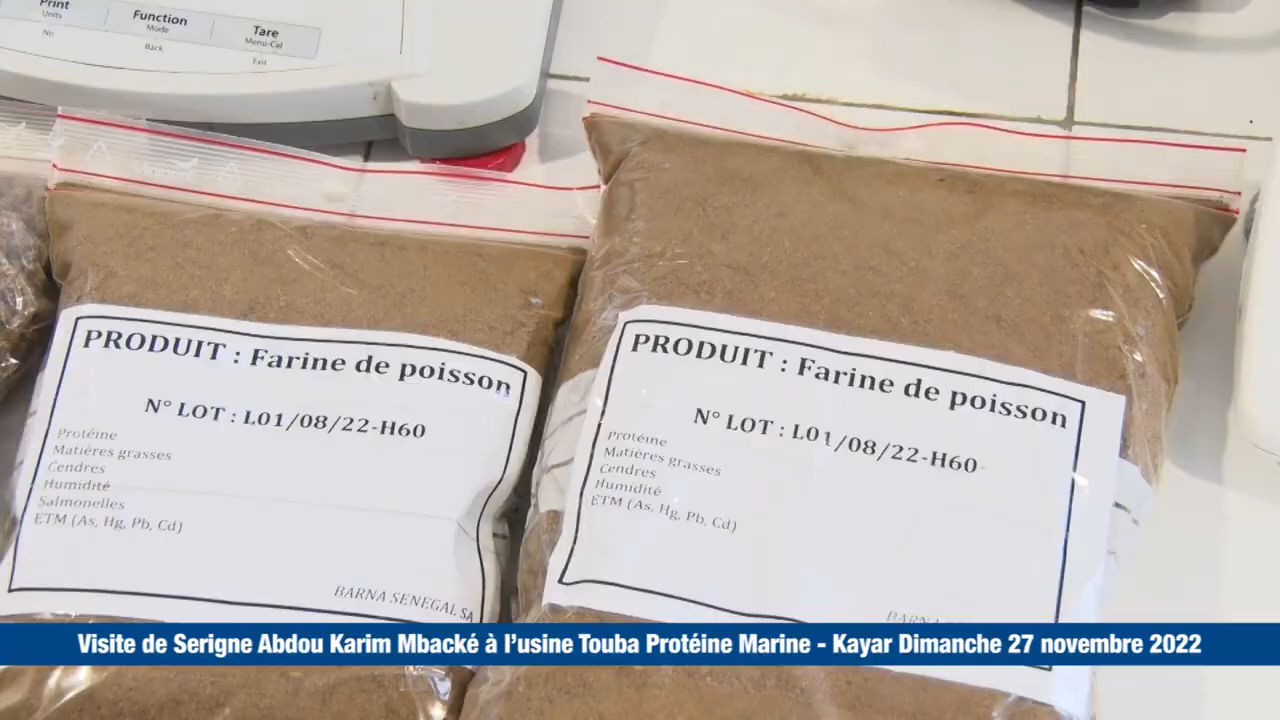 Print
Units
No
Function
Mode
Back
Tare
Menu-Cal
Exit
PRODUIT : Farine de poisson
N° LOT : L01/08/22-H60
Protéine
Matières grasses
Cendres
Humidité
Salmonelles
ETM (As, Hg, Pb, Cd)
BARNA SENEGAL SA
PRODUIT : Farine de poisson
N° LOT : L01/08/22-H60
Protéine
Matières grasses
Cendres
Humidité
ETM (As, Hg, Pb, Cd)
BARNA
Visite de Serigne Abdou Karim Mbacké à l’usine Touba Protéine Marine - Kayar Dimanche 27 novembre 2022